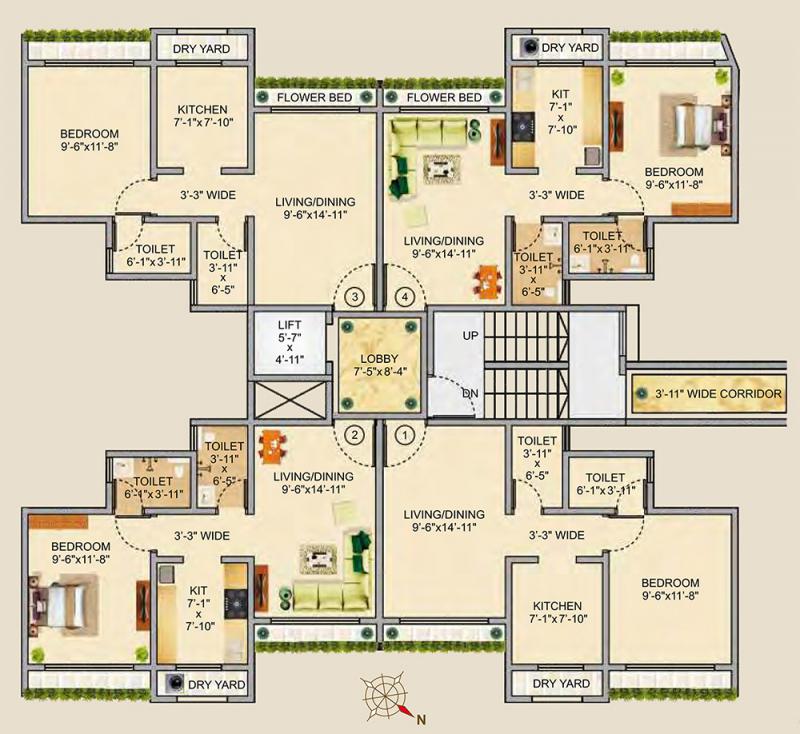 DRY YARD
DRY YARD
FLOWER BED
FLOWER BED
KITCHEN
7'-1"x7'-10"
KIT
7'-1"
x
7'-10"
BEDROOM
9'-6"x11'-8"
BEDROOM
9'-6"x11'-8"
3'-3" WIDE
3'-3" WIDE
LIVING/DINING
9'-6"x14'-11"
LIVING/DINING
9'-6"x14'-11"
TOILET
6'-1"x3'-11"
TOILET
3'-11"
x
6'-5"
TOILET
3'-11"
x
6'-5"
TOILET
6'-1"x3'-11"
3
4
LIFT
5'-7"
x
4'-11"
LOBBY
7'-5"x8'-4"
UP
DN
3'-11" WIDE CORRIDOR
2
1
TOILET
6'-1"x3'-11"
TOILET
3'-11"
x
6'-5"
LIVING/DINING
9'-6"x14'-11"
LIVING/DINING
9'-6"x14'-11"
TOILET
3'-11"
x
6'-5"
TOILET
6'-1"x3'-11"
3'-3" WIDE
3'-3" WIDE
BEDROOM
9'-6"x11'-8"
KIT
7'-1"
x
7'-10"
KITCHEN
7'-1"x7'-10"
BEDROOM
9'-6"x11'-8"
DRY YARD
DRY YARD
N